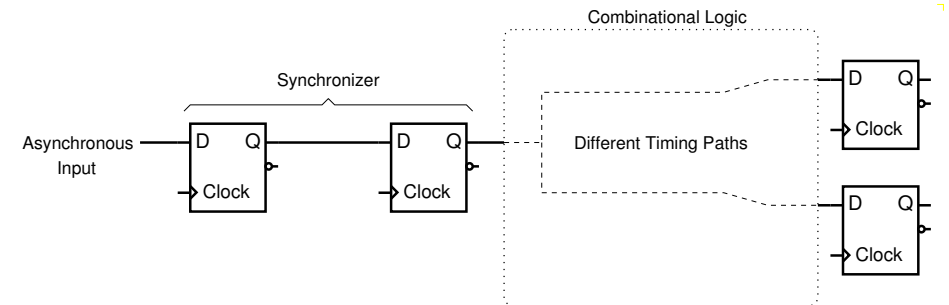 Combinational Logic
Synchronizer
D Q
Clock
Asynchronous
Input
D Q
Clock
D Q
Clock
Different Timing Paths
D Q
Clock